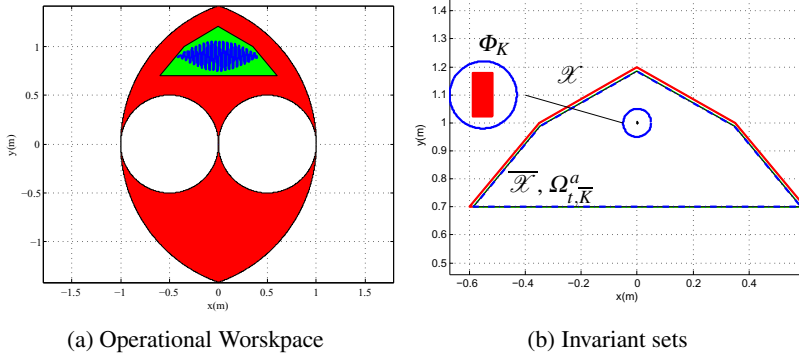 1
0.5
0
−0.5
−1
y(m)
−1.5 −1 −0.5 0 0.5 1 1.5
x(m)
(a) Operational Worskpace
1.4
1.3
1.2
1.1
1
0.9
0.8
0.7
0.6
0.5
y(m)
Φ_K
𝒳
𝒳̅, Ω^a_{t,K̅}
−0.6 −0.4 −0.2 0 0.2 0.4
x(m)
(b) Invariant sets